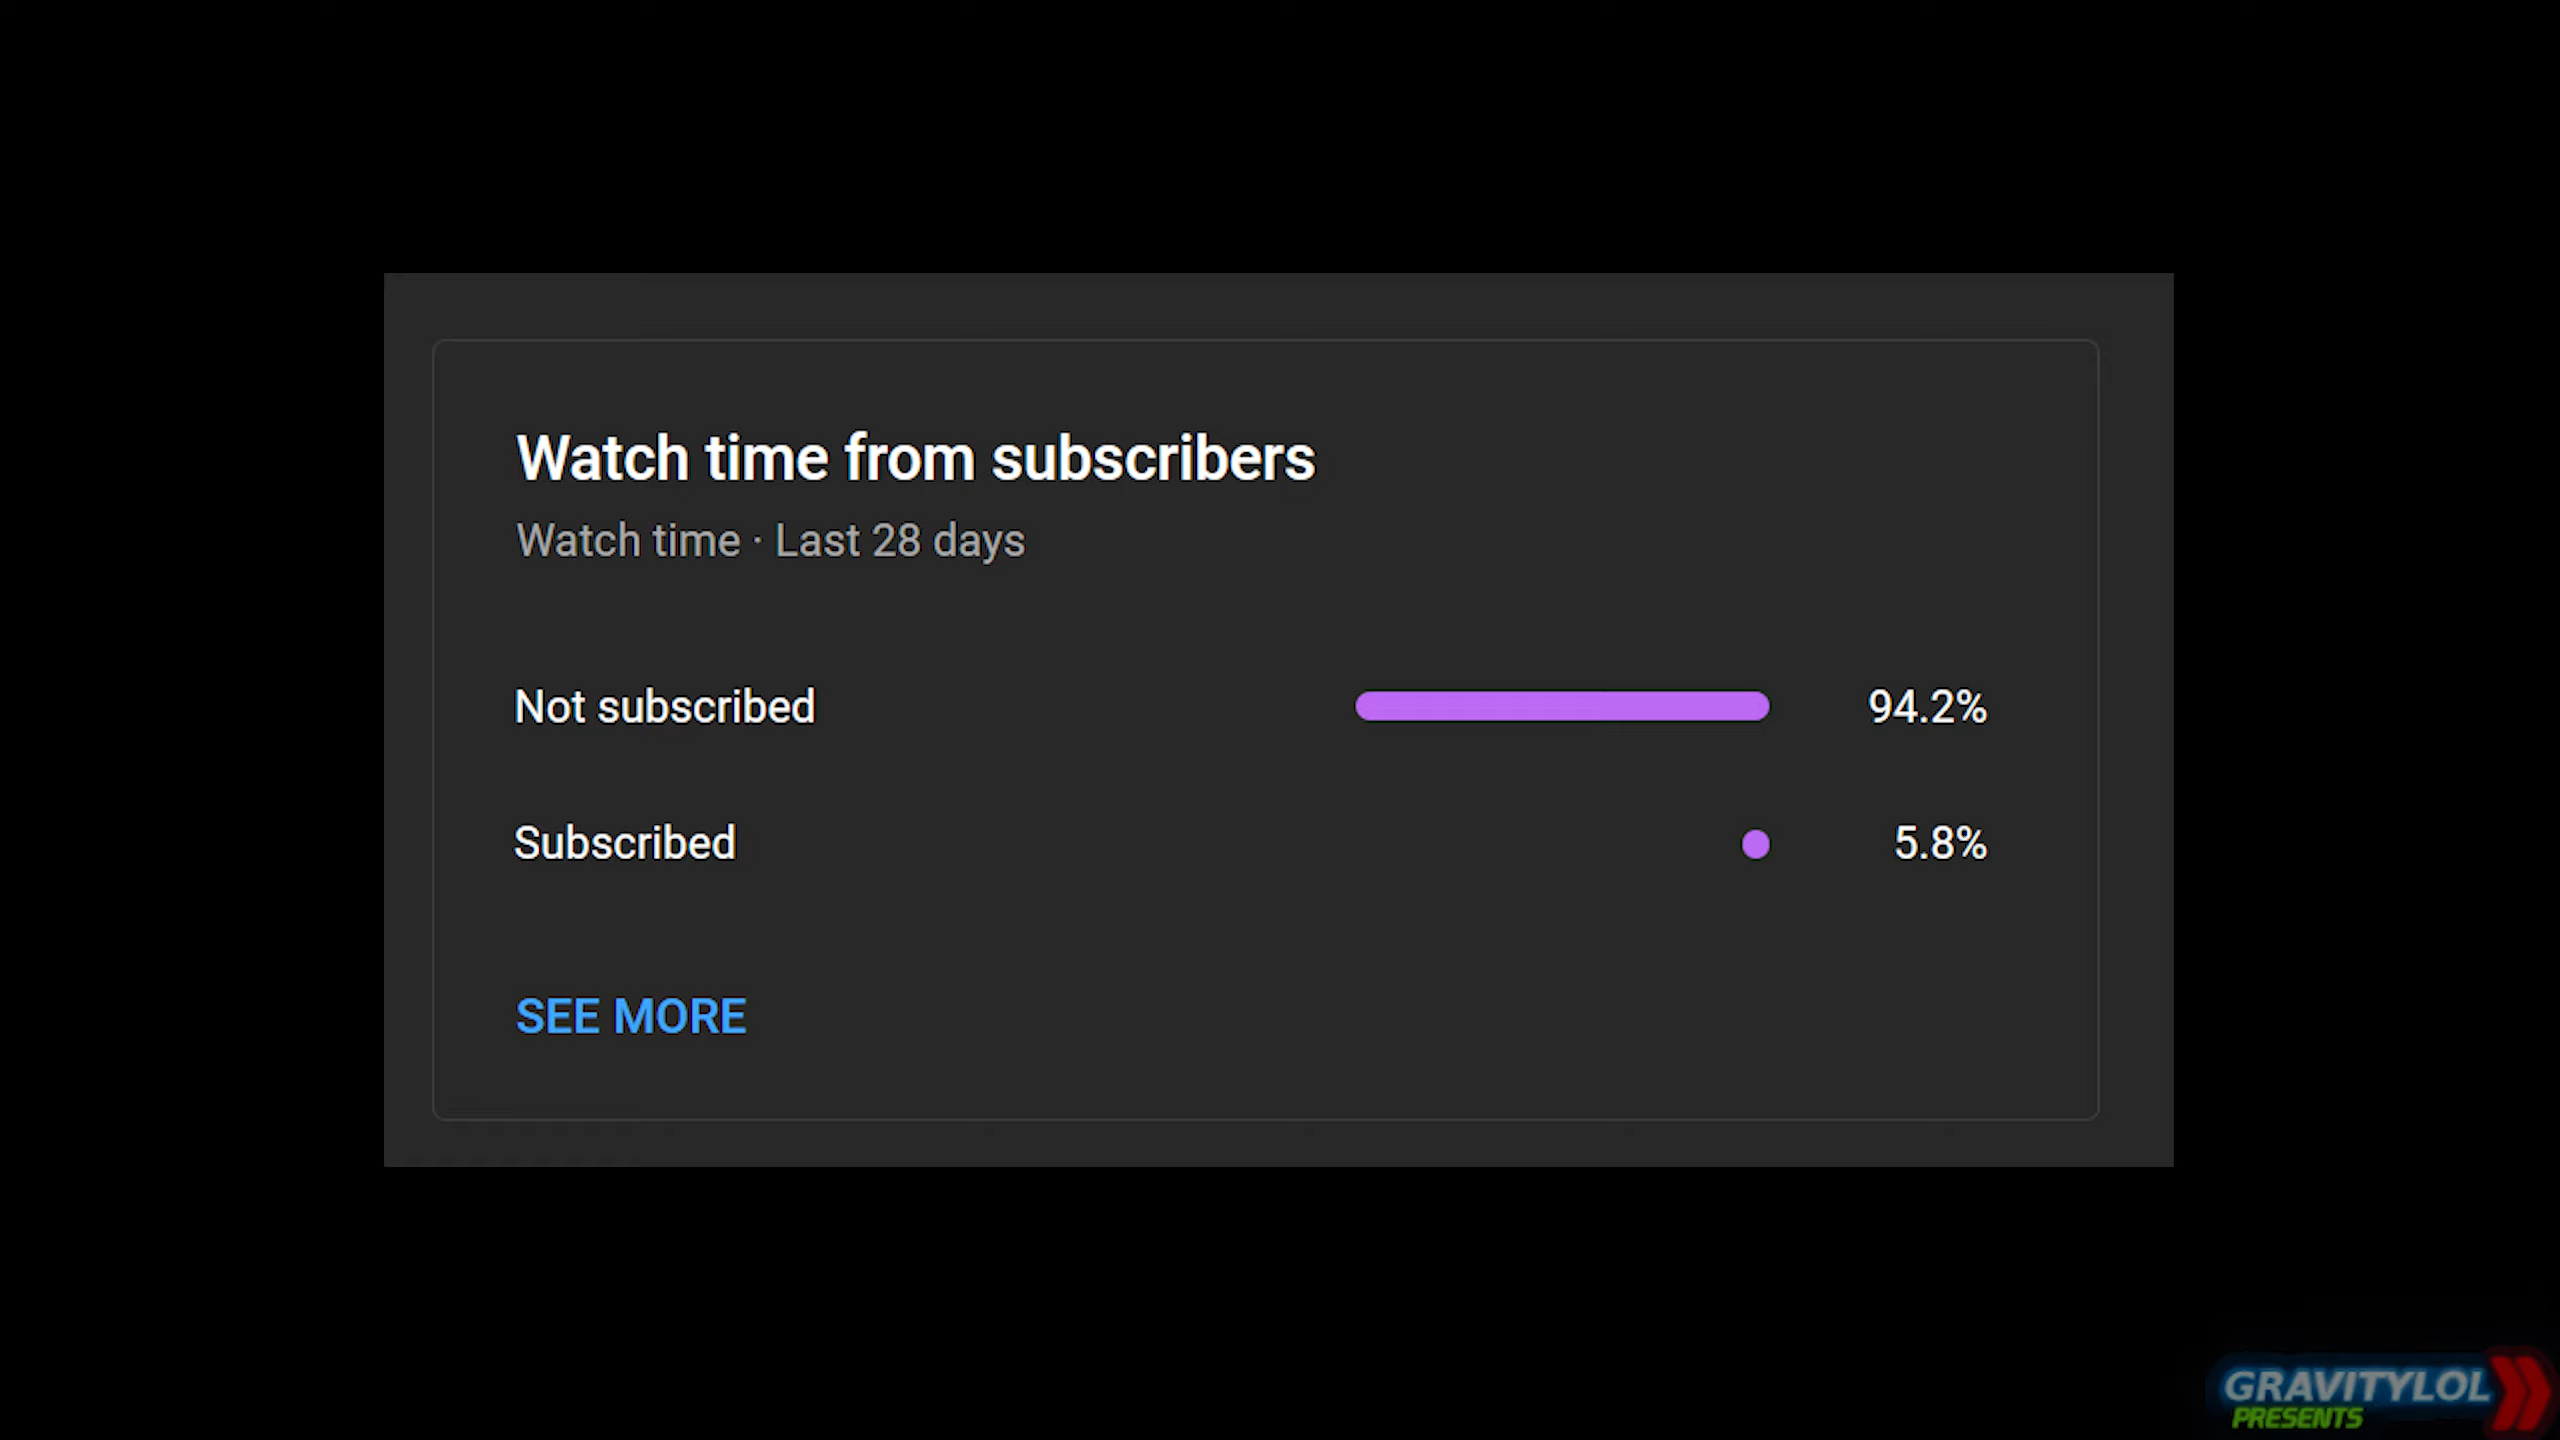 Watch time from subscribers
Watch time · Last 28 days
Not subscribed 94.2%
Subscribed 5.8%
SEE MORE
GRAVITYLOL
PRESENTS